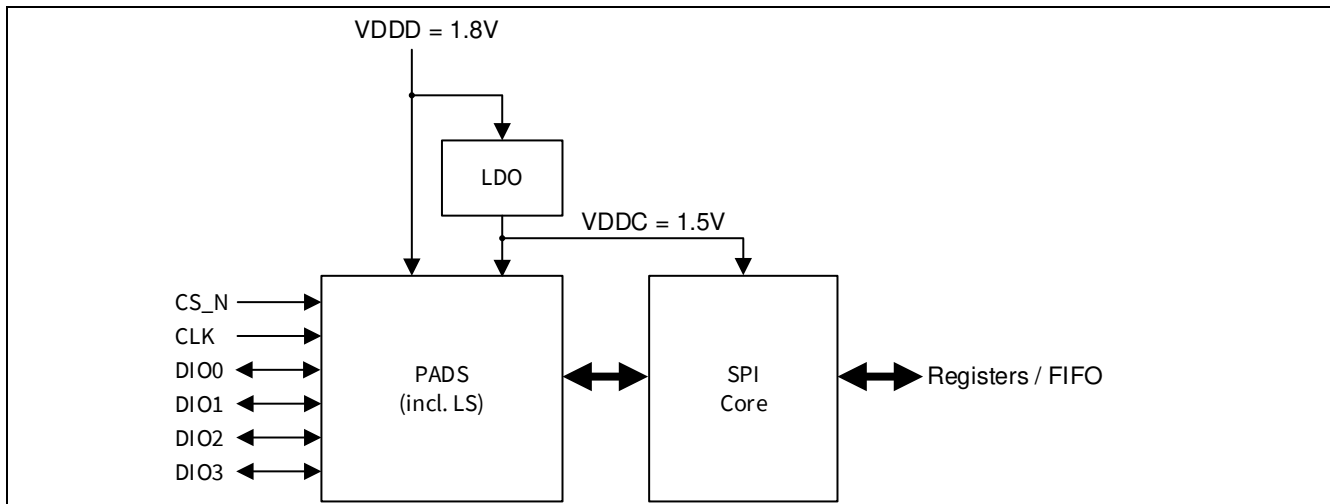 VDDD = 1.8V
LDO
VDDC = 1.5V
CS_N
CLK
DIO0
DIO1
DIO2
DIO3
PADS
(incl. LS)
SPI
Core
Registers / FIFO